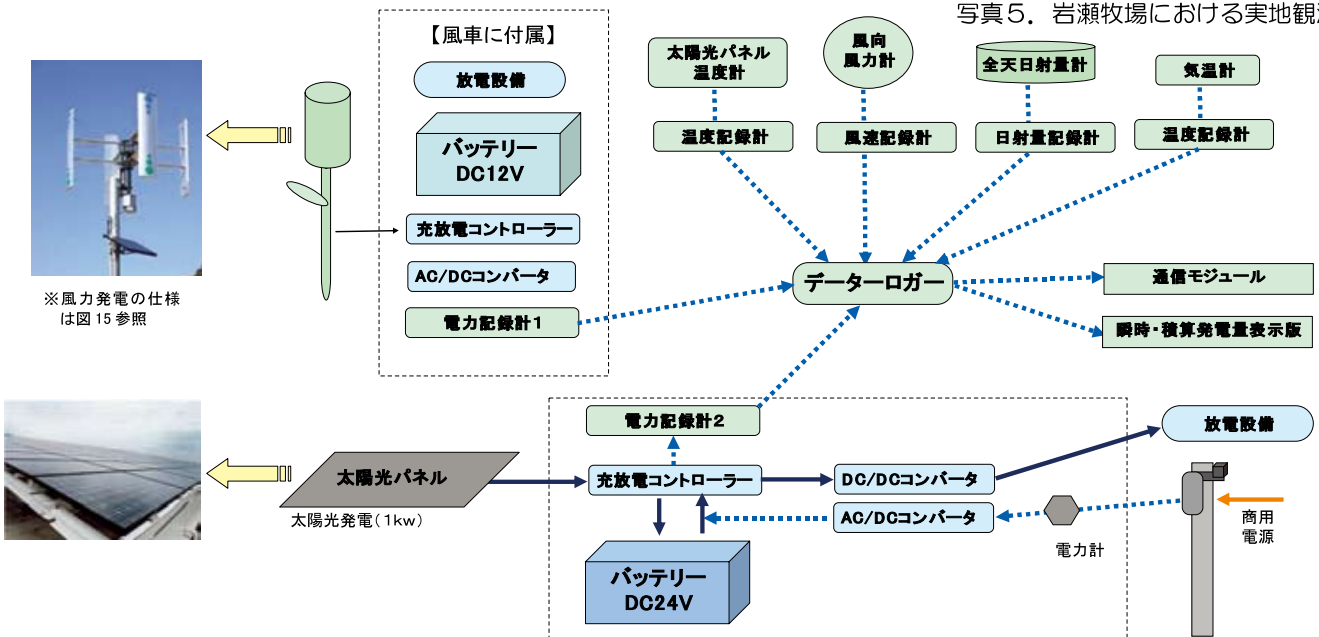 写真5．岩瀬牧場における実地観
【風車に付属】
放電設備
バッテリー
DC12V
充放電コントローラー
AC/DCコンバータ
電力記録計1
※風力発電の仕様
は図15参照
太陽光パネル
温度計
風向
風力計
全天日射量計
気温計
温度記録計
風速記録計
日射量記録計
温度記録計
データーロガー
通信モジュール
瞬時・積算発電量表示版
電力記録計2
放電設備
太陽光パネル
充放電コントローラー
DC/DCコンバータ
太陽光発電(1kw)
AC/DCコンバータ
商用
電源
電力計
バッテリー
DC24V